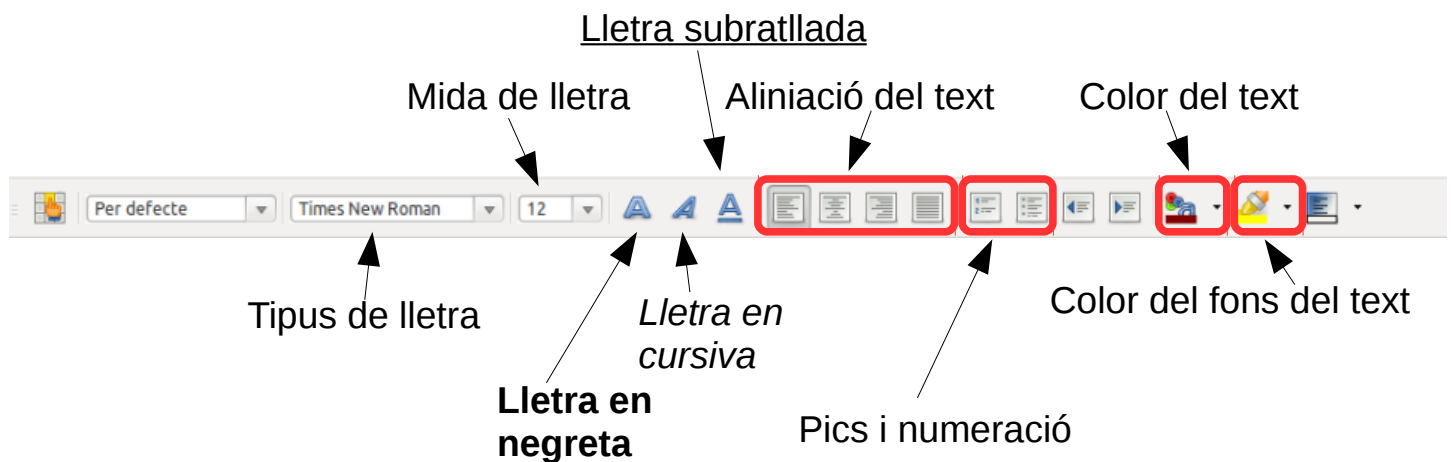 Lletra subratllada
Mida de lletra
Aliniació del text
Color del text
Per defecte
Times New Roman
12
Tipus de lletra
Lletra en
cursiva
Color del fons del text
Lletra en
negreta
Pics i numeració